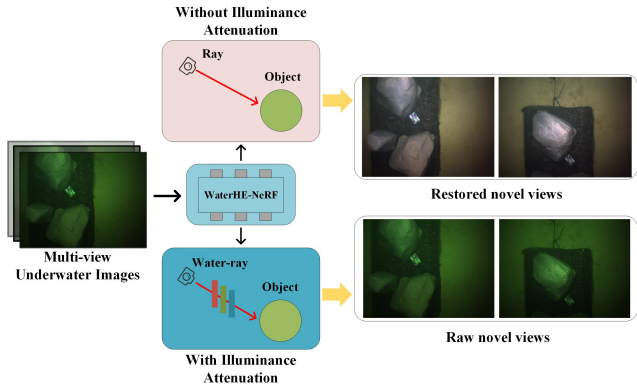 Without Illuminance
Attenuation
Ray
Object
Multi-view
Underwater Images
WaterHE-NeRF
Restored novel views
Water-ray
Object
Raw novel views
With Illuminance
Attenuation